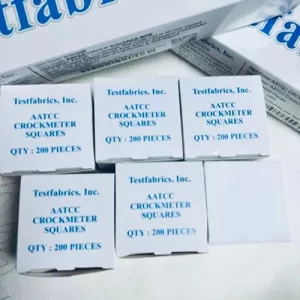 Testfabrics
Testfabrics, Inc.
AATCC
CROCKMETER
SQUARES
QTY : 200 PIECES
Testfabrics, Inc.
AATCC
CROCKMETER
SQUARES
QTY : 200 PIECES
Testfabrics, Inc.
AATCC
CROCKMETER
SQUARES
QTY : 200 PIECES
Testfabrics, Inc.
AATCC
CROCKMETER
SQUARES
QTY : 200 PIECES
Testfabrics, Inc.
AATCC
CROCKMETER
SQUARES
QTY : 200 PIECES